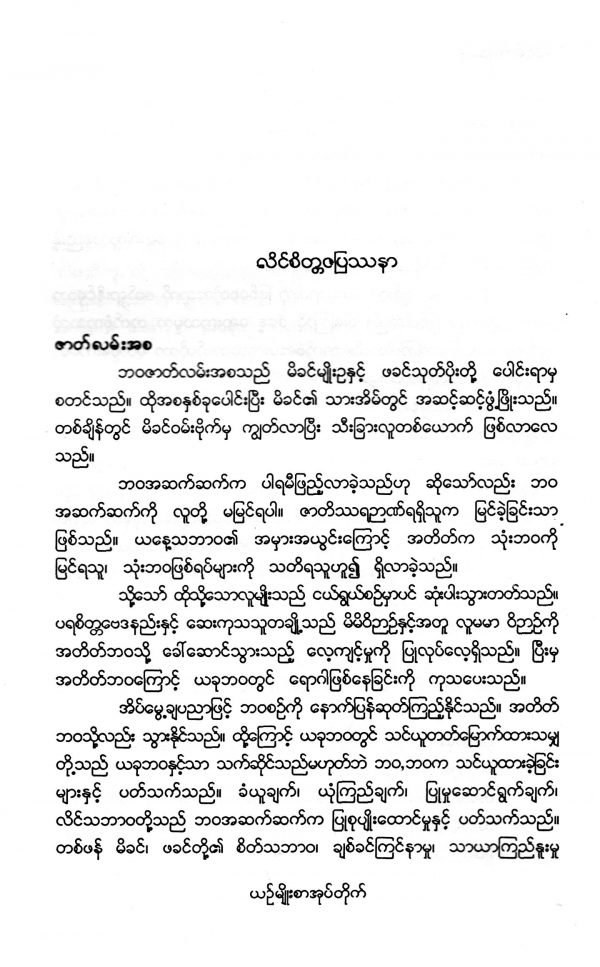 လိင်စိတ္တဇပြဿနာ
ဇာတ်လမ်းအစ
ဘဝဇာတ်လမ်းအစသည် မိခင်မျိုးဥနှင့် ဖခင်သုတ်ပိုးတို့ ပေါင်းရာမှ
စတင်သည်။ ထိုအစနှစ်ခုပေါင်းပြီး မိခင်၏ သားအိမ်တွင် အဆင့်ဆင့်ဖွံ့ဖြိုးသည်။
တစ်ချိန်တွင် မိခင်ဝမ်းဗိုက်မှ ကျွတ်လာပြီး သီးခြားလူတစ်ယောက် ဖြစ်လာလေ
သည်။
ဘဝအဆက်ဆက်က ပါရမီဖြည့်လာခဲ့သည်ဟု ဆိုသော်လည်း ဘဝ
အဆက်ဆက်ကို လူတို့ မမြင်ရပါ။ ဇာတိဿရဉာဏ်ရရှိသူက မြင်ခဲ့ခြင်းသာ
ဖြစ်သည်။ ယနေ့သဘာဝ၏ အမှားအယွင်းကြောင့် အတိတ်က သုံးဘဝကို
မြင်ရသူ၊ သုံးဘဝဖြစ်ရပ်များကို သတိရသူဟူ၍ ရှိလာခဲ့သည်။
သို့သော် ထိုသို့သောလူမျိုးသည် ငယ်ရွယ်စဉ်မှာပင် ဆုံးပါးသွားတတ်သည်။
ပရစိတ္တဗေဒနည်းနှင့် ဆေးကုသသူတချို့သည် မိမိဝိဉာဉ်နှင့်အတူ လူမမာ ဝိဉာဉ်ကို
အတိတ်ဘဝသို့ ခေါ်ဆောင်သွားသည့် လေ့ကျင့်မှုကို ပြုလုပ်လေ့ရှိသည်။ ပြီးမှ
အတိတ်ဘဝကြောင့် ယခုဘဝတွင် ရောဂါဖြစ်နေခြင်းကို ကုသပေးသည်။
အိပ်မွေ့ချပညာဖြင့် ဘဝစဉ်ကို နောက်ပြန်ဆုတ်ကြည့်နိုင်သည်။ အတိတ်
ဘဝသို့လည်း သွားနိုင်သည်။ ထို့ကြောင့် ယခုဘဝတွင် သင်ယူတတ်မြောက်ထားသမျှ
တို့သည် ယခုဘဝနှင့်သာ သက်ဆိုင်သည်မဟုတ်ဘဲ ဘဝ,ဘဝက သင်ယူထားခဲ့ခြင်း
များနှင့် ပတ်သက်သည်။ ခံယူချက်၊ ယုံကြည်ချက်၊ ပြုမှုဆောင်ရွက်ချက်၊
လိင်သဘာဝတို့သည် ဘဝအဆက်ဆက်က ပြုစုပျိုးထောင်မှုနှင့် ပတ်သက်သည်။
တစ်ဖန် မိခင်၊ ဖခင်တို့၏ စိတ်သဘာဝ၊ ချစ်ခင်ကြင်နာမှု၊ သာယာကြည်နူးမှု
ယဉ်မျိုးစာအုပ်တိုက်